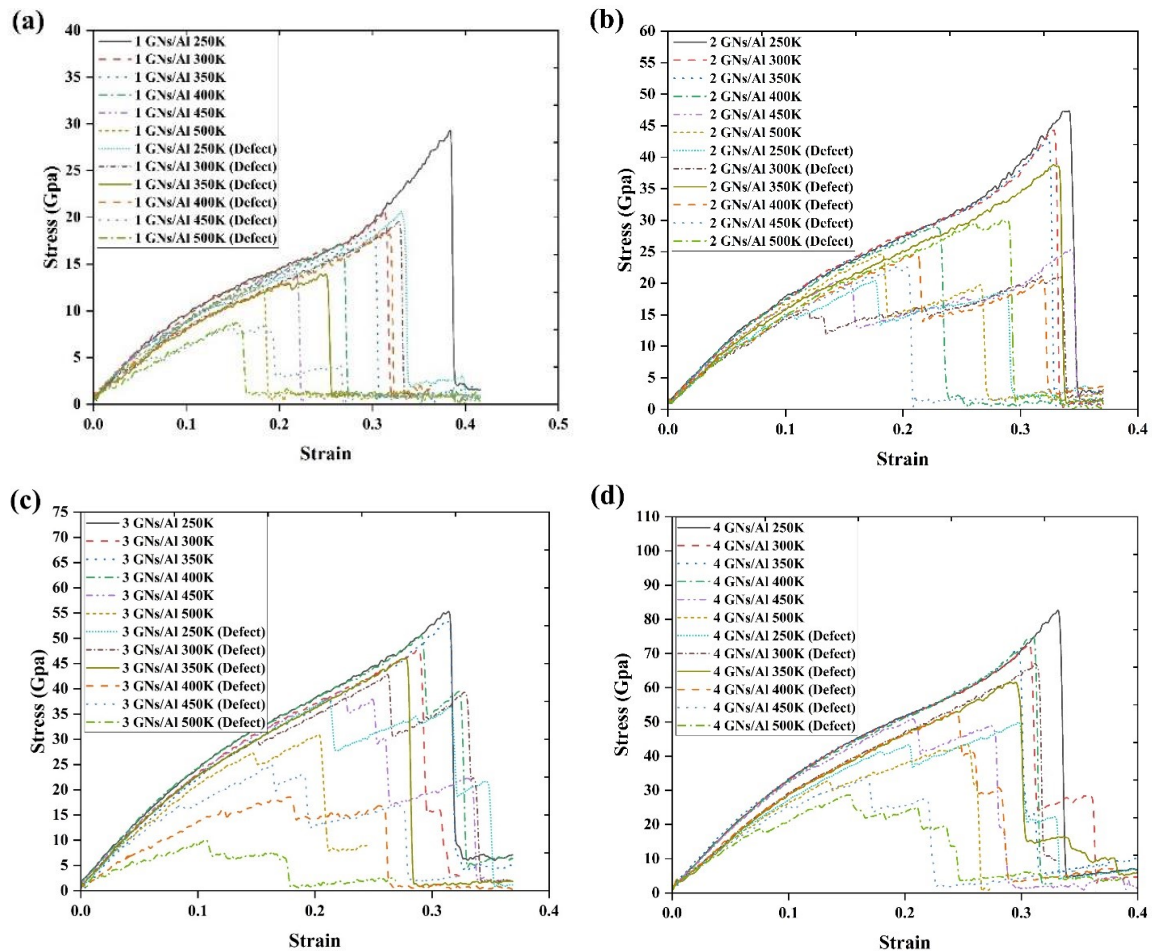 (a)
40
35
30
25
20
15
10
5
0
Stress (Gpa)
1 GNs/Al 250K
1 GNs/Al 300K
1 GNs/Al 350K
1 GNs/Al 400K
1 GNs/Al 450K
1 GNs/Al 500K
1 GNs/Al 250K (Defect)
1 GNs/Al 300K (Defect)
1 GNs/Al 350K (Defect)
1 GNs/Al 400K (Defect)
1 GNs/Al 450K (Defect)
1 GNs/Al 500K (Defect)
0.0 0.1 0.2 0.3 0.4 0.5
Strain
(b)
60
55
50
45
40
35
30
25
20
15
10
5
0
Stress (Gpa)
2 GNs/Al 250K
2 GNs/Al 300K
2 GNs/Al 350K
2 GNs/Al 400K
2 GNs/Al 450K
2 GNs/Al 500K
2 GNs/Al 250K (Defect)
2 GNs/Al 300K (Defect)
2 GNs/Al 350K (Defect)
2 GNs/Al 400K (Defect)
2 GNs/Al 450K (Defect)
2 GNs/Al 500K (Defect)
0.0 0.1 0.2 0.3 0.4
Strain
(c)
75
70
65
60
55
50
45
40
35
30
25
20
15
10
5
0
Stress (Gpa)
3 GNs/Al 250K
3 GNs/Al 300K
3 GNs/Al 350K
3 GNs/Al 400K
3 GNs/Al 450K
3 GNs/Al 500K
3 GNs/Al 250K (Defect)
3 GNs/Al 300K (Defect)
3 GNs/Al 350K (Defect)
3 GNs/Al 400K (Defect)
3 GNs/Al 450K (Defect)
3 GNs/Al 500K (Defect)
0.0 0.1 0.2 0.3 0.4
Strain
(d)
110
100
90
80
70
60
50
40
30
20
10
0
Stress (Gpa)
4 GNs/Al 250K
4 GNs/Al 300K
4 GNs/Al 350K
4 GNs/Al 400K
4 GNs/Al 450K
4 GNs/Al 500K
4 GNs/Al 250K (Defect)
4 GNs/Al 300K (Defect)
4 GNs/Al 350K (Defect)
4 GNs/Al 400K (Defect)
4 GNs/Al 450K (Defect)
4 GNs/Al 500K (Defect)
0.0 0.1 0.2 0.3 0.4
Strain